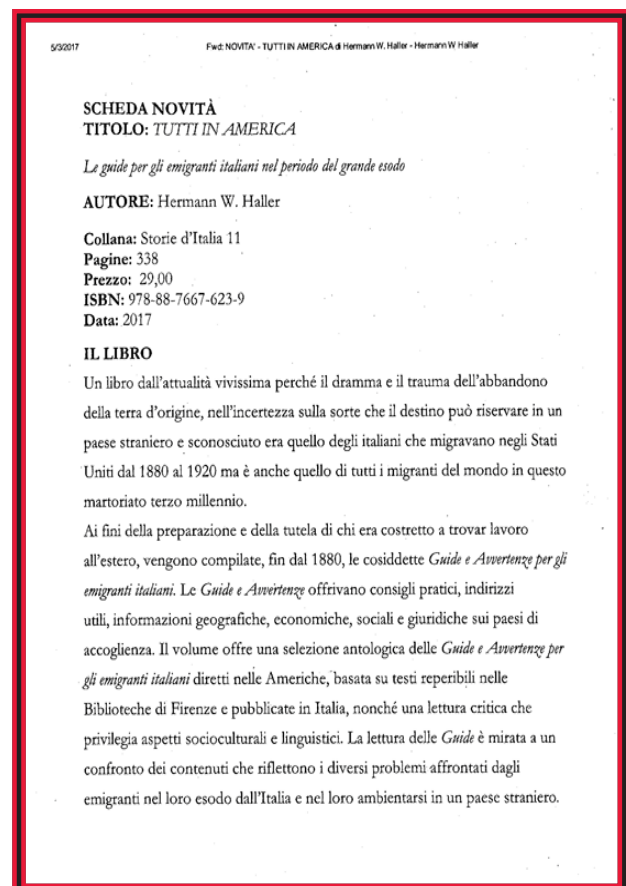 5/3/2017 Fwd: NOVITA' - TUTTI IN AMERICA di Hermann W. Haller - Hermann W Haller
SCHEDA NOVITÀ
TITOLO: TUTTI IN AMERICA
Le guide per gli emigranti italiani nel periodo del grande esodo
AUTORE: Hermann W. Haller
Collana: Storie d'Italia 11
Pagine: 338
Prezzo: 29,00
ISBN: 978-88-7667-623-9
Data: 2017
IL LIBRO
Un libro dall'attualità vivissima perché il dramma e il trauma dell'abbandono
della terra d'origine, nell'incertezza sulla sorte che il destino può riservare in un
paese straniero e sconosciuto era quello degli italiani che migravano negli Stati
Uniti dal 1880 al 1920 ma è anche quello di tutti i migranti del mondo in questo
martoriato terzo millennio.
Ai fini della preparazione e della tutela di chi era costretto a trovar lavoro
all'estero, vengono compilate, fin dal 1880, le cosiddette Guide e Avvertenze per gli
emigranti italiani. Le Guide e Avvertenze offrivano consigli pratici, indirizzi
utili, informazioni geografiche, economiche, sociali e giuridiche sui paesi di
accoglienza. Il volume offre una selezione antologica delle Guide e Avvertenze per
gli emigranti italiani diretti nelle Americhe, basata su testi reperibili nelle
Biblioteche di Firenze e pubblicate in Italia, nonché una lettura critica che
privilegia aspetti socioculturali e linguistici. La lettura delle Guide è mirata a un
confronto dei contenuti che riflettono i diversi problemi affrontati dagli
emigranti nel loro esodo dall'Italia e nel loro ambientarsi in un paese straniero.